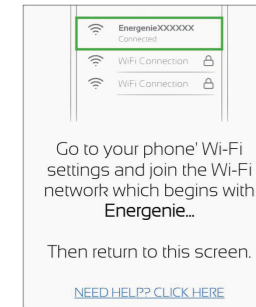 EnergenieXXXXXX
Connected
WiFi Connection
WiFi Connection
Go to your phone' Wi-Fi
settings and join the Wi-Fi
network which begins with
Energenie...
Then return to this screen.
NEED HELP? CLICK HERE